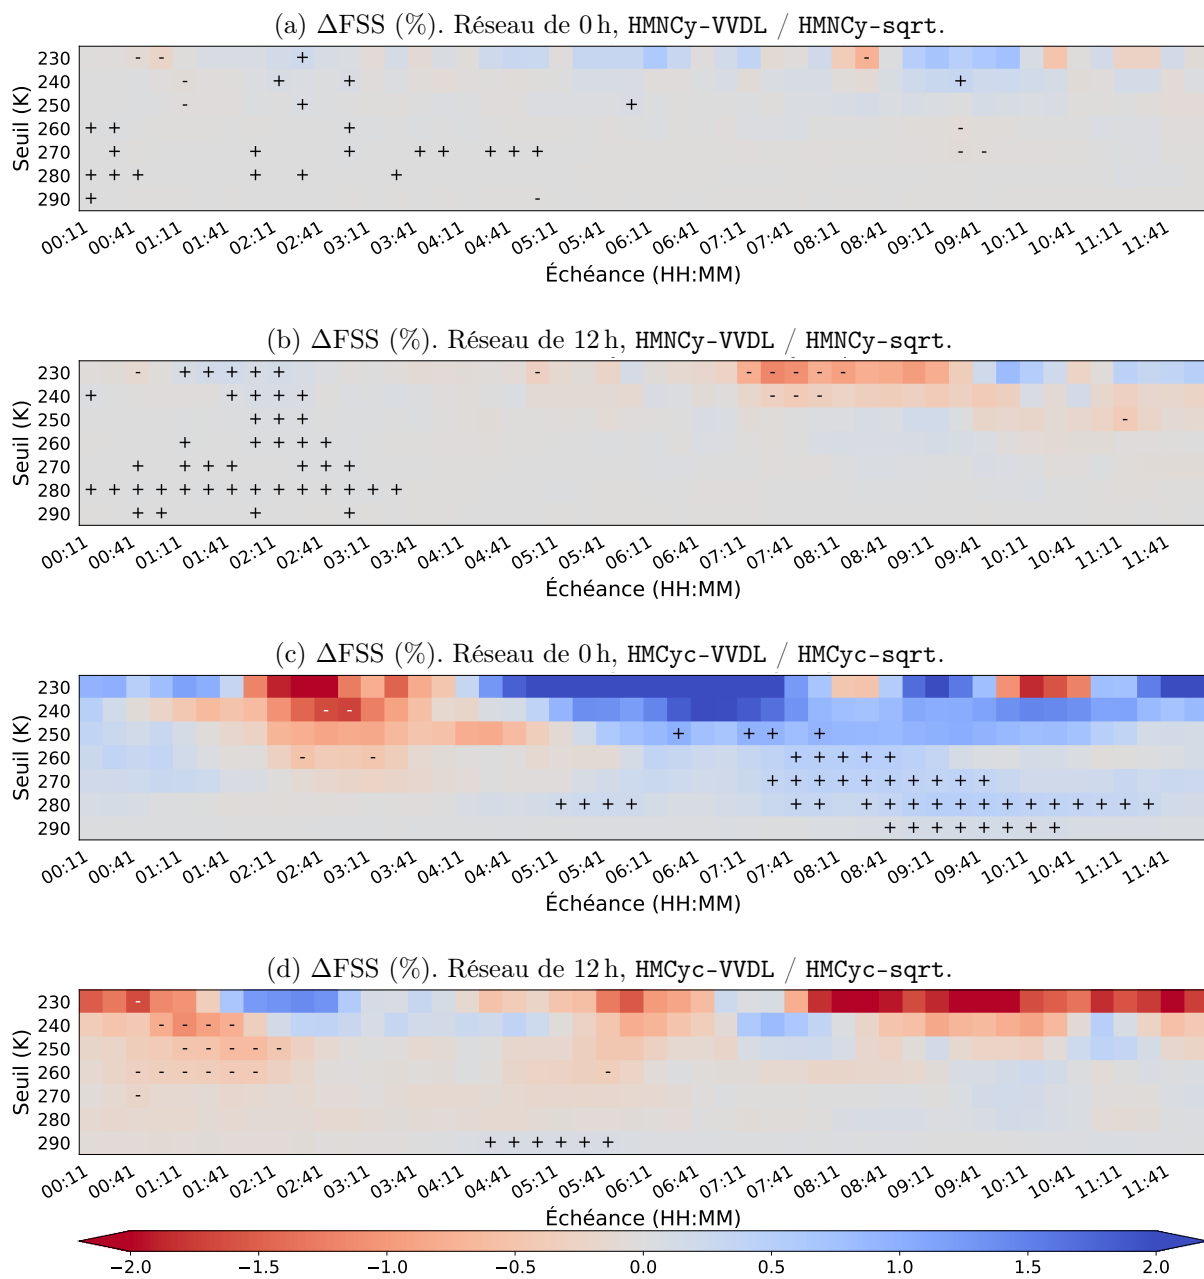 (a) ΔFSS (%). Réseau de 0 h, HMNCy-VVDL / HMNCy-sqrt.
Seuil (K)
230
240
250
260
270
280
290
00:11 00:41 01:11 01:41 02:11 02:41 03:11 03:41 04:11 04:41 05:11 05:41 06:11 06:41 07:11 07:41 08:11 08:41 09:11 09:41 10:11 10:41 11:11 11:41
Échéance (HH:MM)
(b) ΔFSS (%). Réseau de 12 h, HMNCy-VVDL / HMNCy-sqrt.
Seuil (K)
230
240
250
260
270
280
290
00:11 00:41 01:11 01:41 02:11 02:41 03:11 03:41 04:11 04:41 05:11 05:41 06:11 06:41 07:11 07:41 08:11 08:41 09:11 09:41 10:11 10:41 11:11 11:41
Échéance (HH:MM)
(c) ΔFSS (%). Réseau de 0 h, HMCyc-VVDL / HMCyc-sqrt.
Seuil (K)
230
240
250
260
270
280
290
00:11 00:41 01:11 01:41 02:11 02:41 03:11 03:41 04:11 04:41 05:11 05:41 06:11 06:41 07:11 07:41 08:11 08:41 09:11 09:41 10:11 10:41 11:11 11:41
Échéance (HH:MM)
(d) ΔFSS (%). Réseau de 12 h, HMCyc-VVDL / HMCyc-sqrt.
Seuil (K)
230
240
250
260
270
280
290
00:11 00:41 01:11 01:41 02:11 02:41 03:11 03:41 04:11 04:41 05:11 05:41 06:11 06:41 07:11 07:41 08:11 08:41 09:11 09:41 10:11 10:41 11:11 11:41
Échéance (HH:MM)
−2.0 −1.5 −1.0 −0.5 0.0 0.5 1.0 1.5 2.0